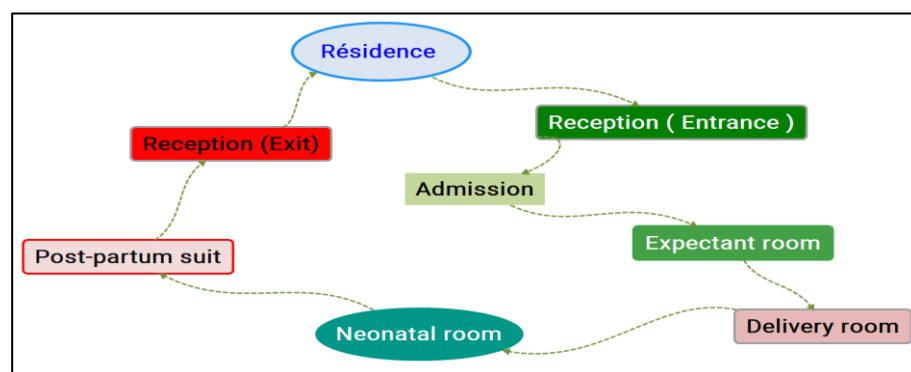 Résidence
Reception ( Entrance )
Reception (Exit)
Admission
Expectant room
Post-partum suit
Delivery room
Neonatal room